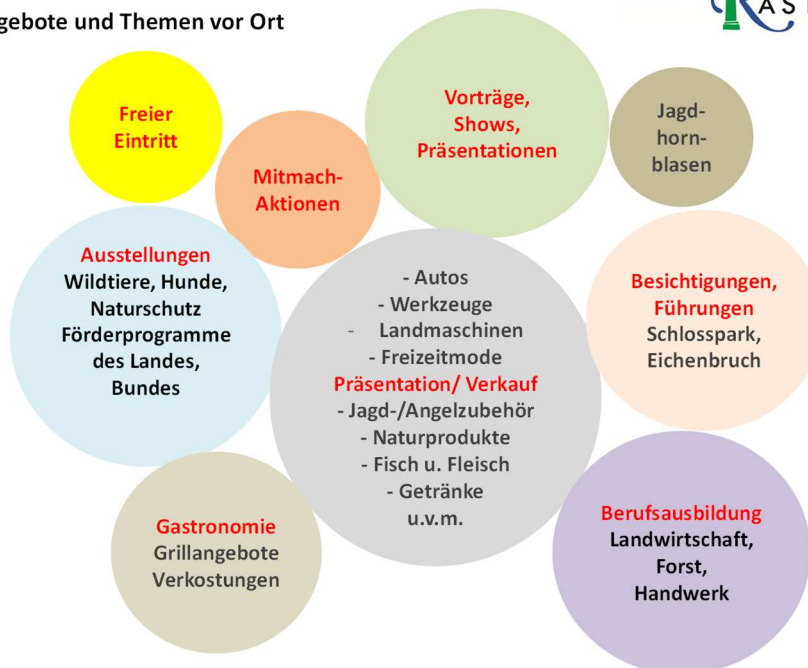 gebote und Themen vor Ort
Freier
Eintritt
Mitmach-
Aktionen
Vorträge,
Shows,
Präsentationen
Jagd-
horn-
blasen
Ausstellungen
Wildtiere, Hunde,
Naturschutz
Förderprogramme
des Landes,
Bundes
- Autos
- Werkzeuge
- Landmaschinen
- Freizeitmode
Präsentation/ Verkauf
- Jagd-/Angelzubehör
- Naturprodukte
- Fisch u. Fleisch
- Getränke
u.v.m.
Besichtigungen,
Führungen
Schlosspark,
Eichenbruch
Gastronomie
Grillangebote
Verkostungen
Berufsausbildung
Landwirtschaft,
Forst,
Handwerk